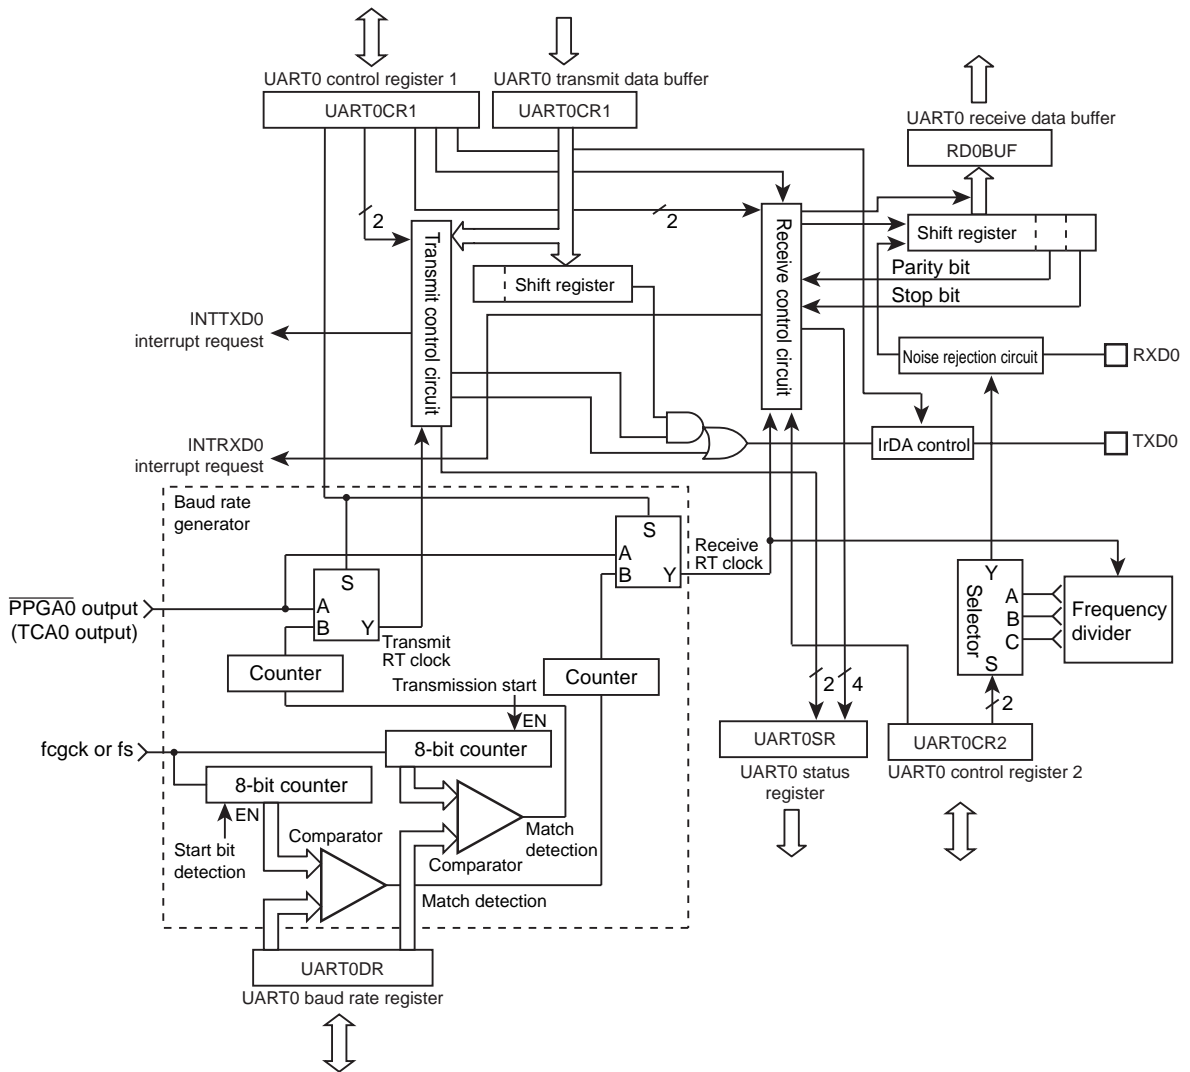 UART0 control register 1
UART0CR1
UART0 transmit data buffer
UART0CR1
UART0 receive data buffer
RD0BUF
2
2
Transmit control circuit
Receive control circuit
Shift register
Shift register
Parity bit
Stop bit
INTTXD0
interrupt request
Noise rejection circuit
RXD0
INTRXD0
interrupt request
IrDA control
TXD0
Baud rate
generator
S
A
B
Y
Receive
RT clock
S
A
B
Y
Transmit
RT clock
PPGA0 output
(TCA0 output)
Y
A
B
C
S
Selector
Frequency
divider
Counter
Counter
Transmission start
EN
2
4
2
fcgck or fs
8-bit counter
8-bit counter
EN
Start bit
detection
Comparator
Comparator
Match
detection
Match detection
UART0SR
UART0 status
register
UART0CR2
UART0 control register 2
UART0DR
UART0 baud rate register